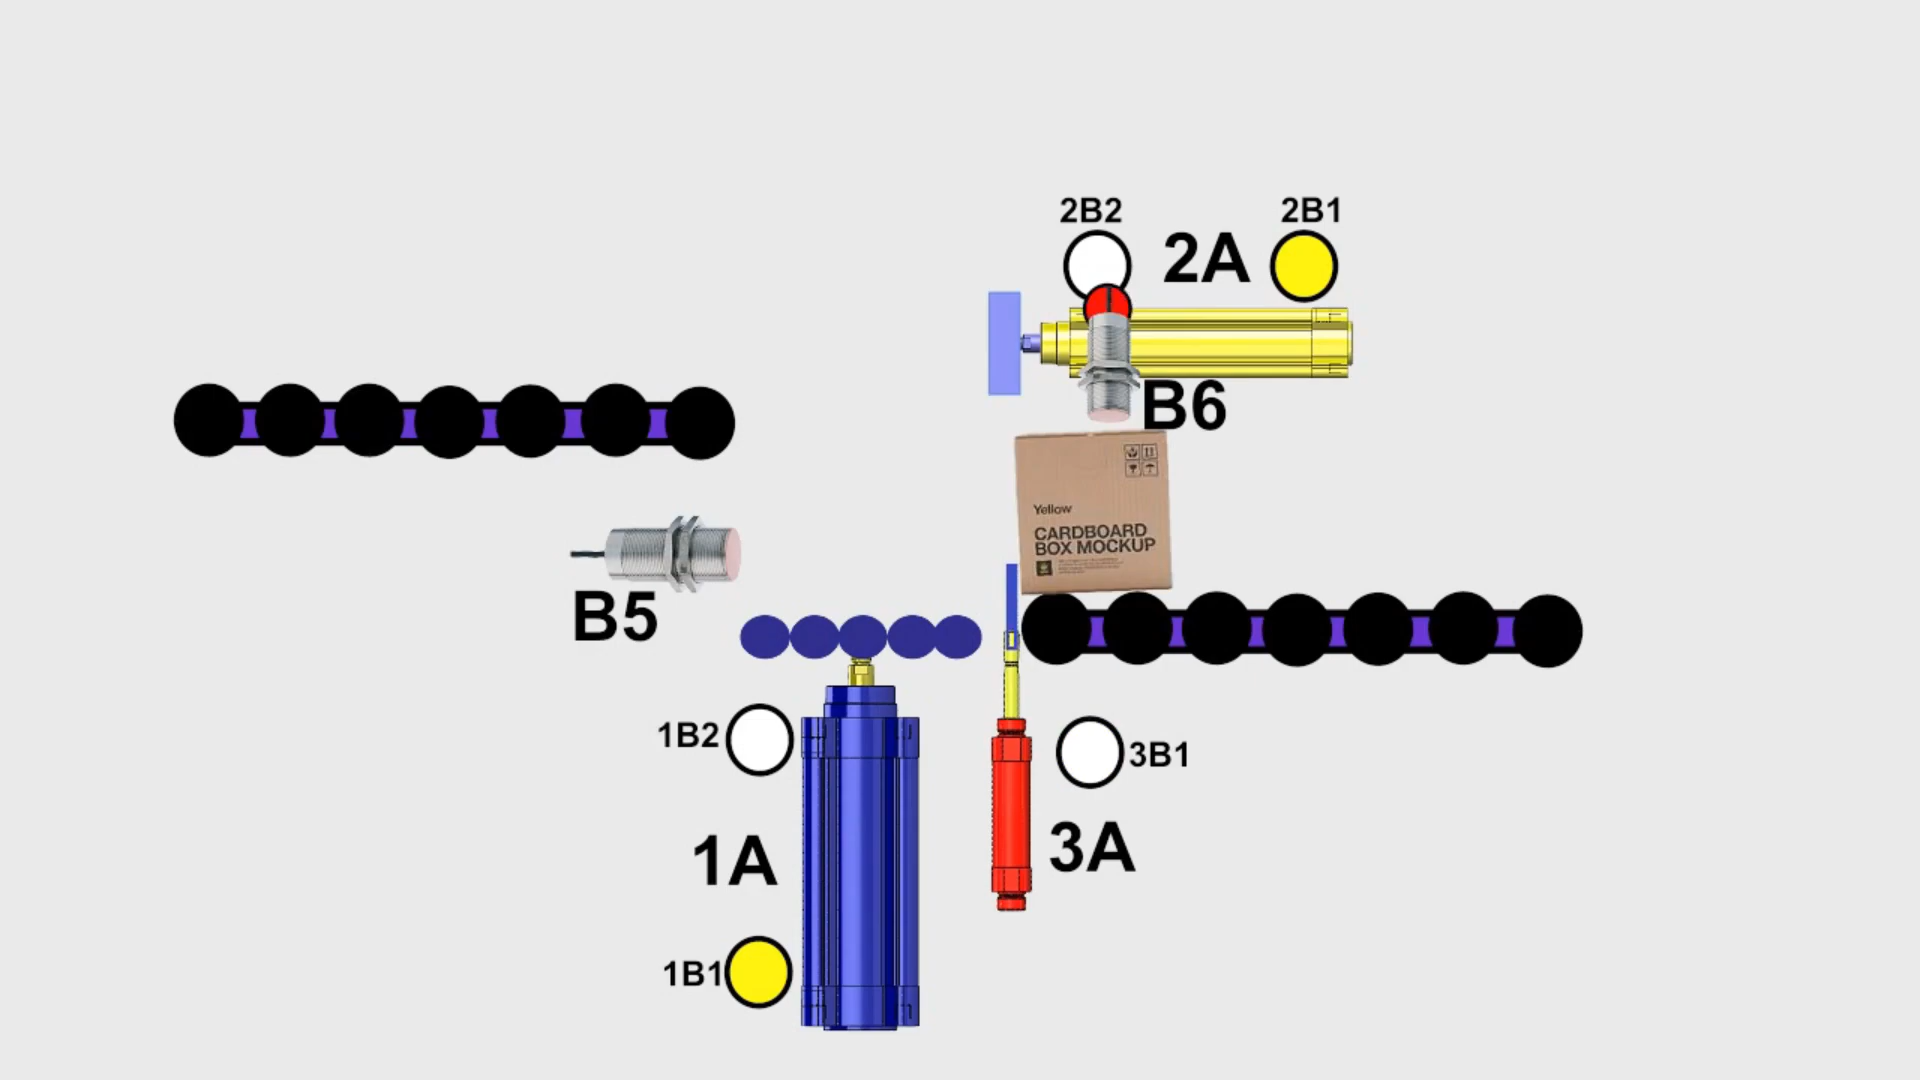 2B2
2B1
2A
B6
Yellow
CARDBOARD
BOX MOCKUP
B5
1B2
3B1
1A
3A
1B1